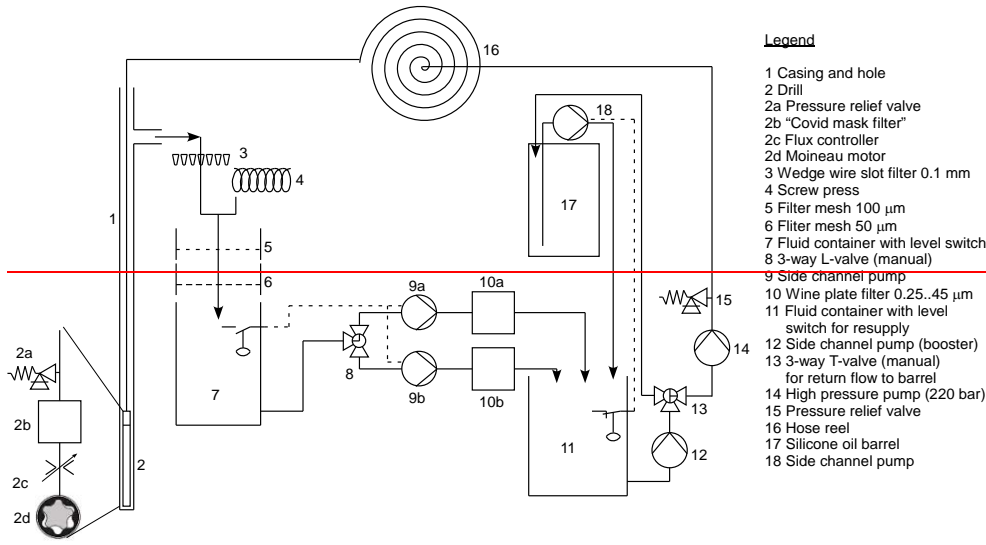 16
Legend
1 Casing and hole
2 Drill
2a Pressure relief valve
2b “Covid mask filter”
2c Flux controller
2d Moineau motor
3 Wedge wire slot filter 0.1 mm
4 Screw press
5 Filter mesh 100 μm
6 Fliter mesh 50 μm
7 Fluid container with level switch
8 3-way L-valve (manual)
9 Side channel pump
10 Wine plate filter 0.25..45 μm
11 Fluid container with level
switch for resupply
12 Side channel pump (booster)
13 3-way T-valve (manual)
for return flow to barrel
14 High pressure pump (220 bar)
15 Pressure relief valve
16 Hose reel
17 Silicone oil barrel
18 Side channel pump
18
3
4
1
17
5
6
9a
10a
15
2a
8
14
7
9b
10b
2b
13
11
12
2
2c
2d